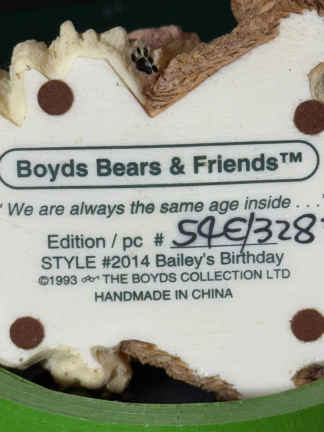 Boyds Bears & Friends™
" We are always the same age inside . . . "
Edition / pc # 54E/328
STYLE #2014 Bailey's Birthday
©1993 THE BOYDS COLLECTION LTD
HANDMADE IN CHINA